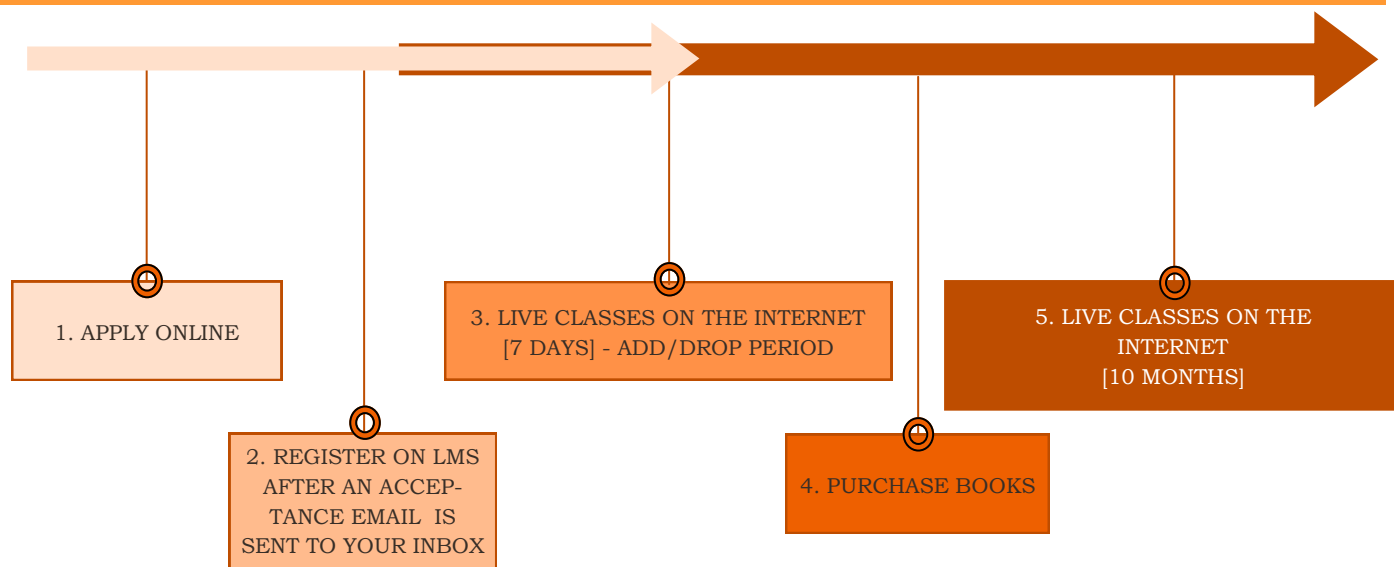 1. APPLY ONLINE
2. REGISTER ON LMS
AFTER AN ACCEP-
TANCE EMAIL IS
SENT TO YOUR INBOX
3. LIVE CLASSES ON THE INTERNET
[7 DAYS] - ADD/DROP PERIOD
4. PURCHASE BOOKS
5. LIVE CLASSES ON THE
INTERNET
[10 MONTHS]